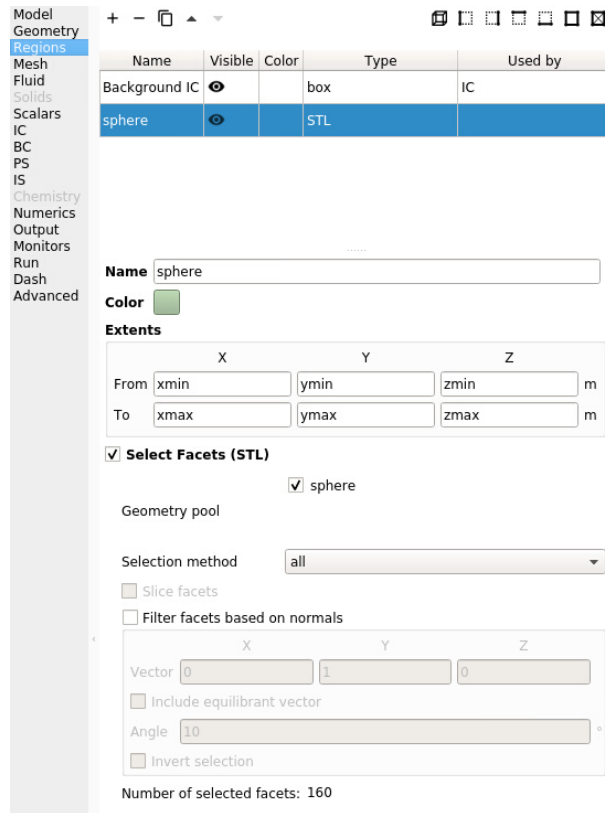 Model
Geometry
Regions
Mesh
Fluid
Solids
Scalars
IC
BC
PS
IS
Chemistry
Numerics
Output
Monitors
Run
Dash
Advanced
Name Visible Color Type Used by
Background IC box IC
sphere STL
Name sphere
Color
Extents
X Y Z
From xmin ymin zmin m
To xmax ymax zmax m
Select Facets (STL)
sphere
Geometry pool
Selection method all
Slice facets
Filter facets based on normals
X Y Z
Vector 0 1 0
Include equilibrant vector
Angle 10 °
Invert selection
Number of selected facets: 160